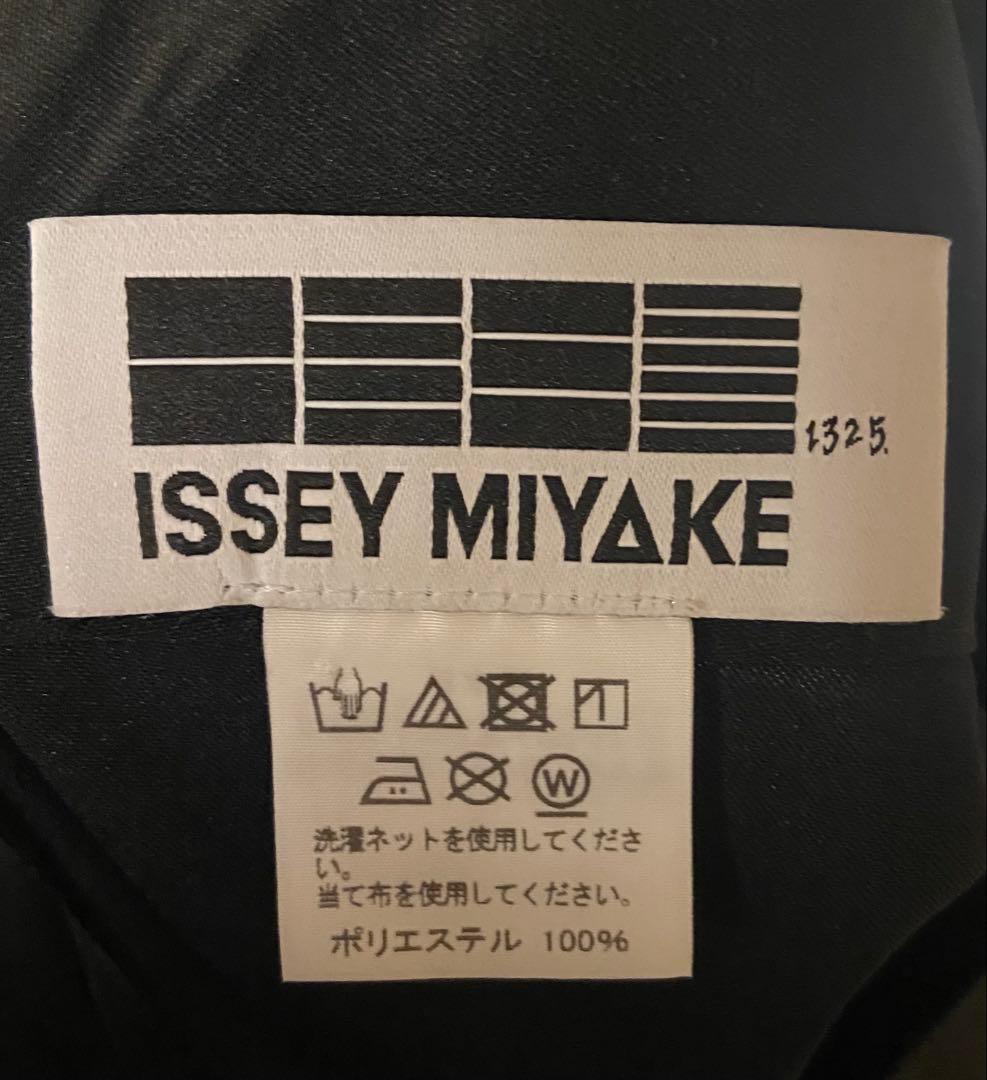 1325.
ISSEY MIYAKE
W
洗濯ネットを使用してくださ
い。
当て布を使用してください。
ポリエステル 100%